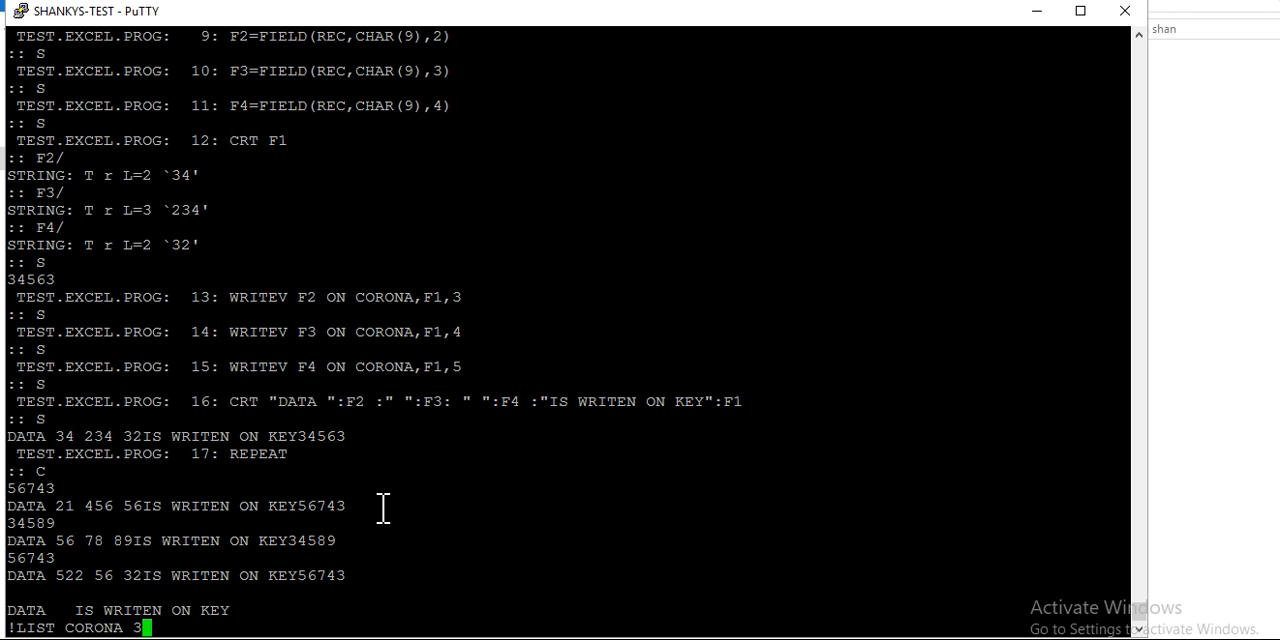 SHANKYS-TEST - PuTTY
shan
TEST.EXCEL.PROG:   9: F2=FIELD(REC,CHAR(9),2)
:: S
TEST.EXCEL.PROG:  10: F3=FIELD(REC,CHAR(9),3)
:: S
TEST.EXCEL.PROG:  11: F4=FIELD(REC,CHAR(9),4)
:: S
TEST.EXCEL.PROG:  12: CRT F1
:: F2/
STRING: T r L=2 `34'
:: F3/
STRING: T r L=3 `234'
:: F4/
STRING: T r L=2 `32'
:: S
34563
TEST.EXCEL.PROG:  13: WRITEV F2 ON CORONA,F1,3
:: S
TEST.EXCEL.PROG:  14: WRITEV F3 ON CORONA,F1,4
:: S
TEST.EXCEL.PROG:  15: WRITEV F4 ON CORONA,F1,5
:: S
TEST.EXCEL.PROG:  16: CRT "DATA ":F2 :" ":F3: " ":F4 :"IS WRITEN ON KEY":F1
:: S
DATA 34 234 32IS WRITEN ON KEY34563
TEST.EXCEL.PROG:  17: REPEAT
:: C
56743
DATA 21 456 56IS WRITEN ON KEY56743
34589
DATA 56 78 89IS WRITEN ON KEY34589
56743
DATA 522 56 32IS WRITEN ON KEY56743
DATA   IS WRITEN ON KEY
!LIST CORONA 3
Activate Windows
Go to Settings to activate Windows.